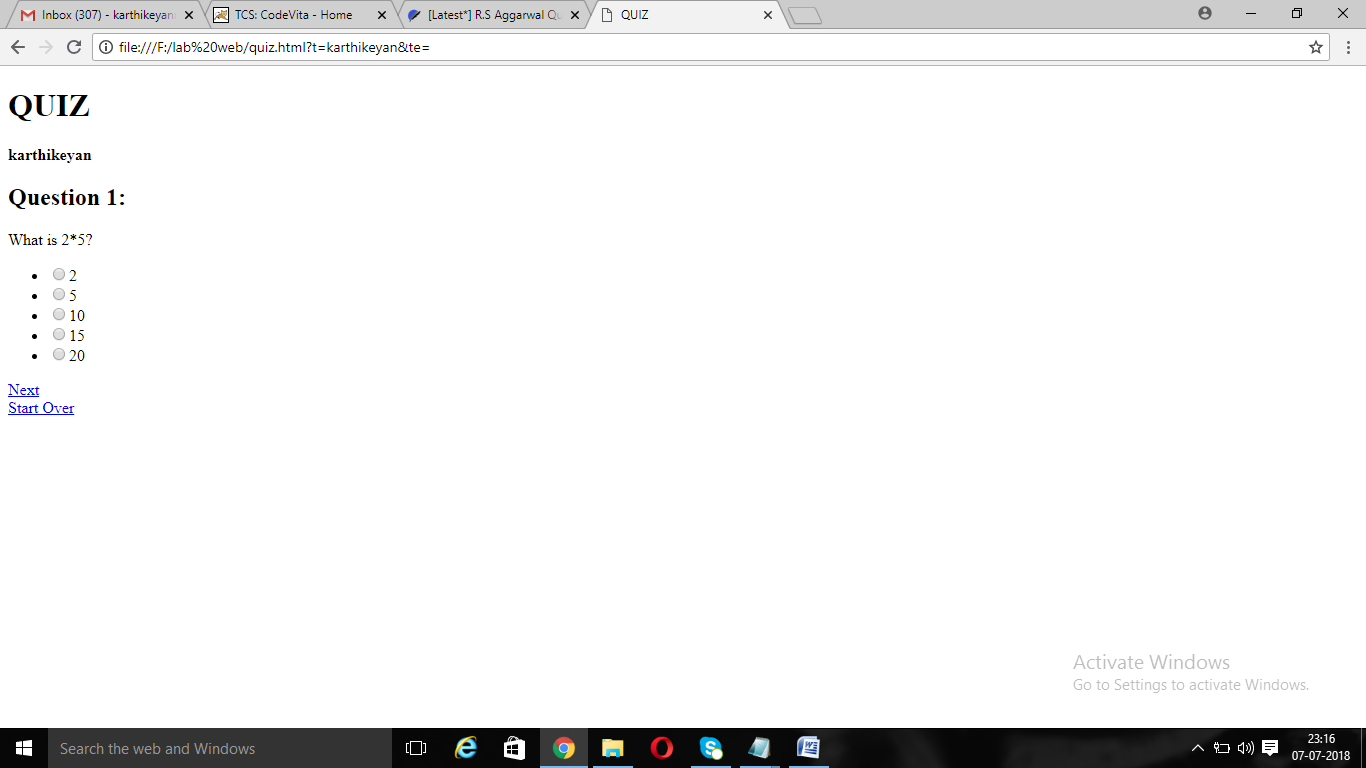 Inbox (307) - karthikeyan
TCS: CodeVita - Home
[Latest*] R.S Aggarwal Qu
QUIZ
file:///F:/lab%20web/quiz.html?t=karthikeyan&te=
QUIZ
karthikeyan
Question 1:
What is 2*5?
2
5
10
15
20
Next
Start Over
Activate Windows
Go to Settings to activate Windows.
Search the web and Windows
23:16
07-07-2018